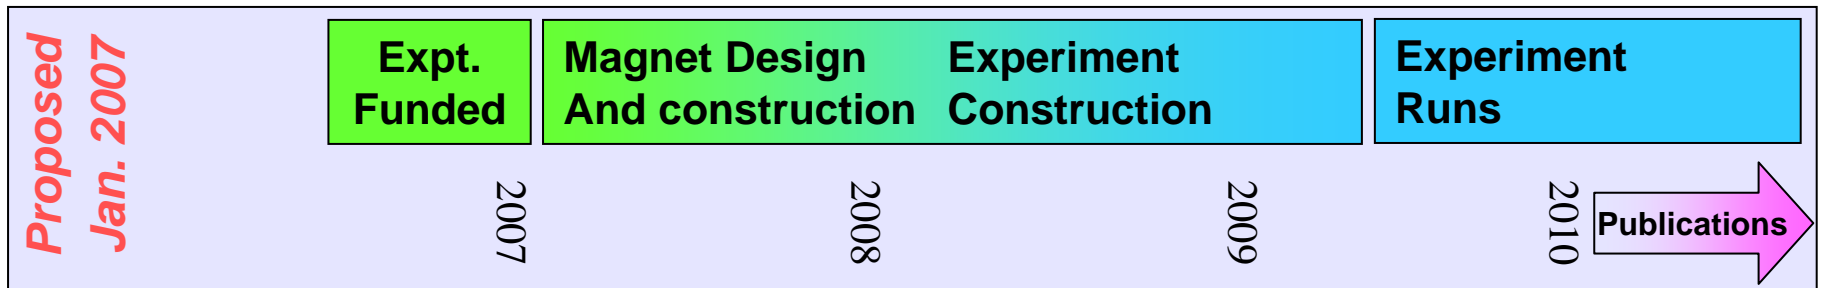 Proposed
Jan. 2007
Expt.
Funded
Magnet Design
And construction
Experiment
Construction
Experiment
Runs
2007
2008
2009
2010
Publications